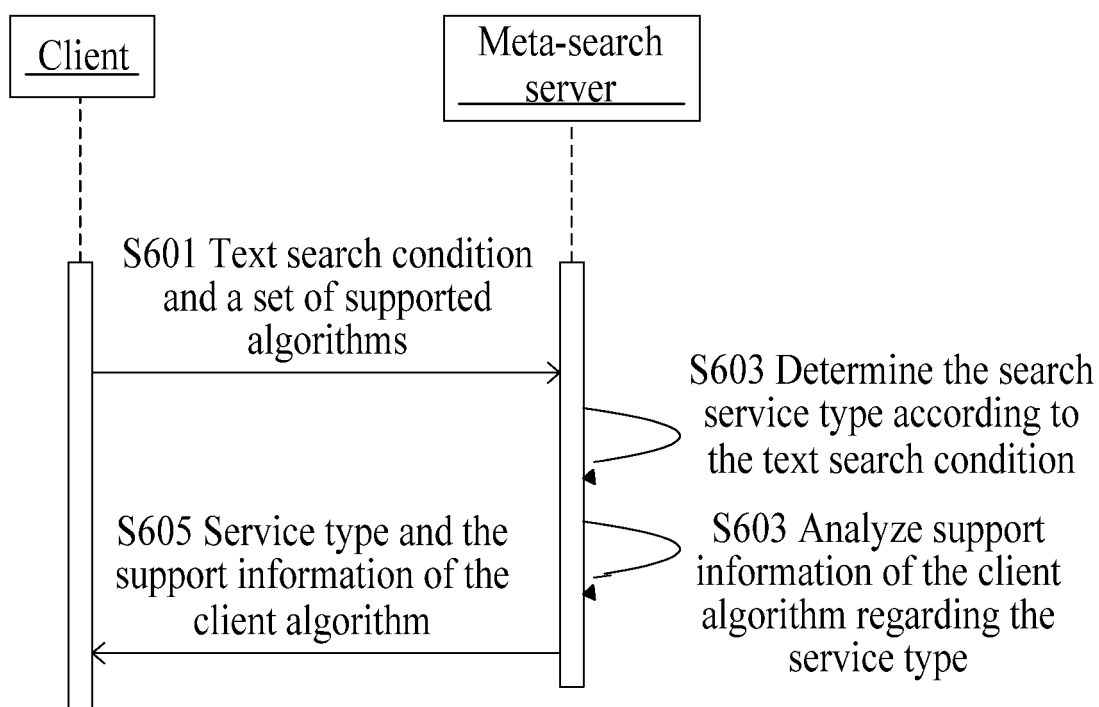 Client
Meta-search
server
S601 Text search condition
and a set of supported
algorithms
S603 Determine the search
service type according to
the text search condition
S603 Analyze support
information of the client
algorithm regarding the
service type
S605 Service type and the
support information of the
client algorithm